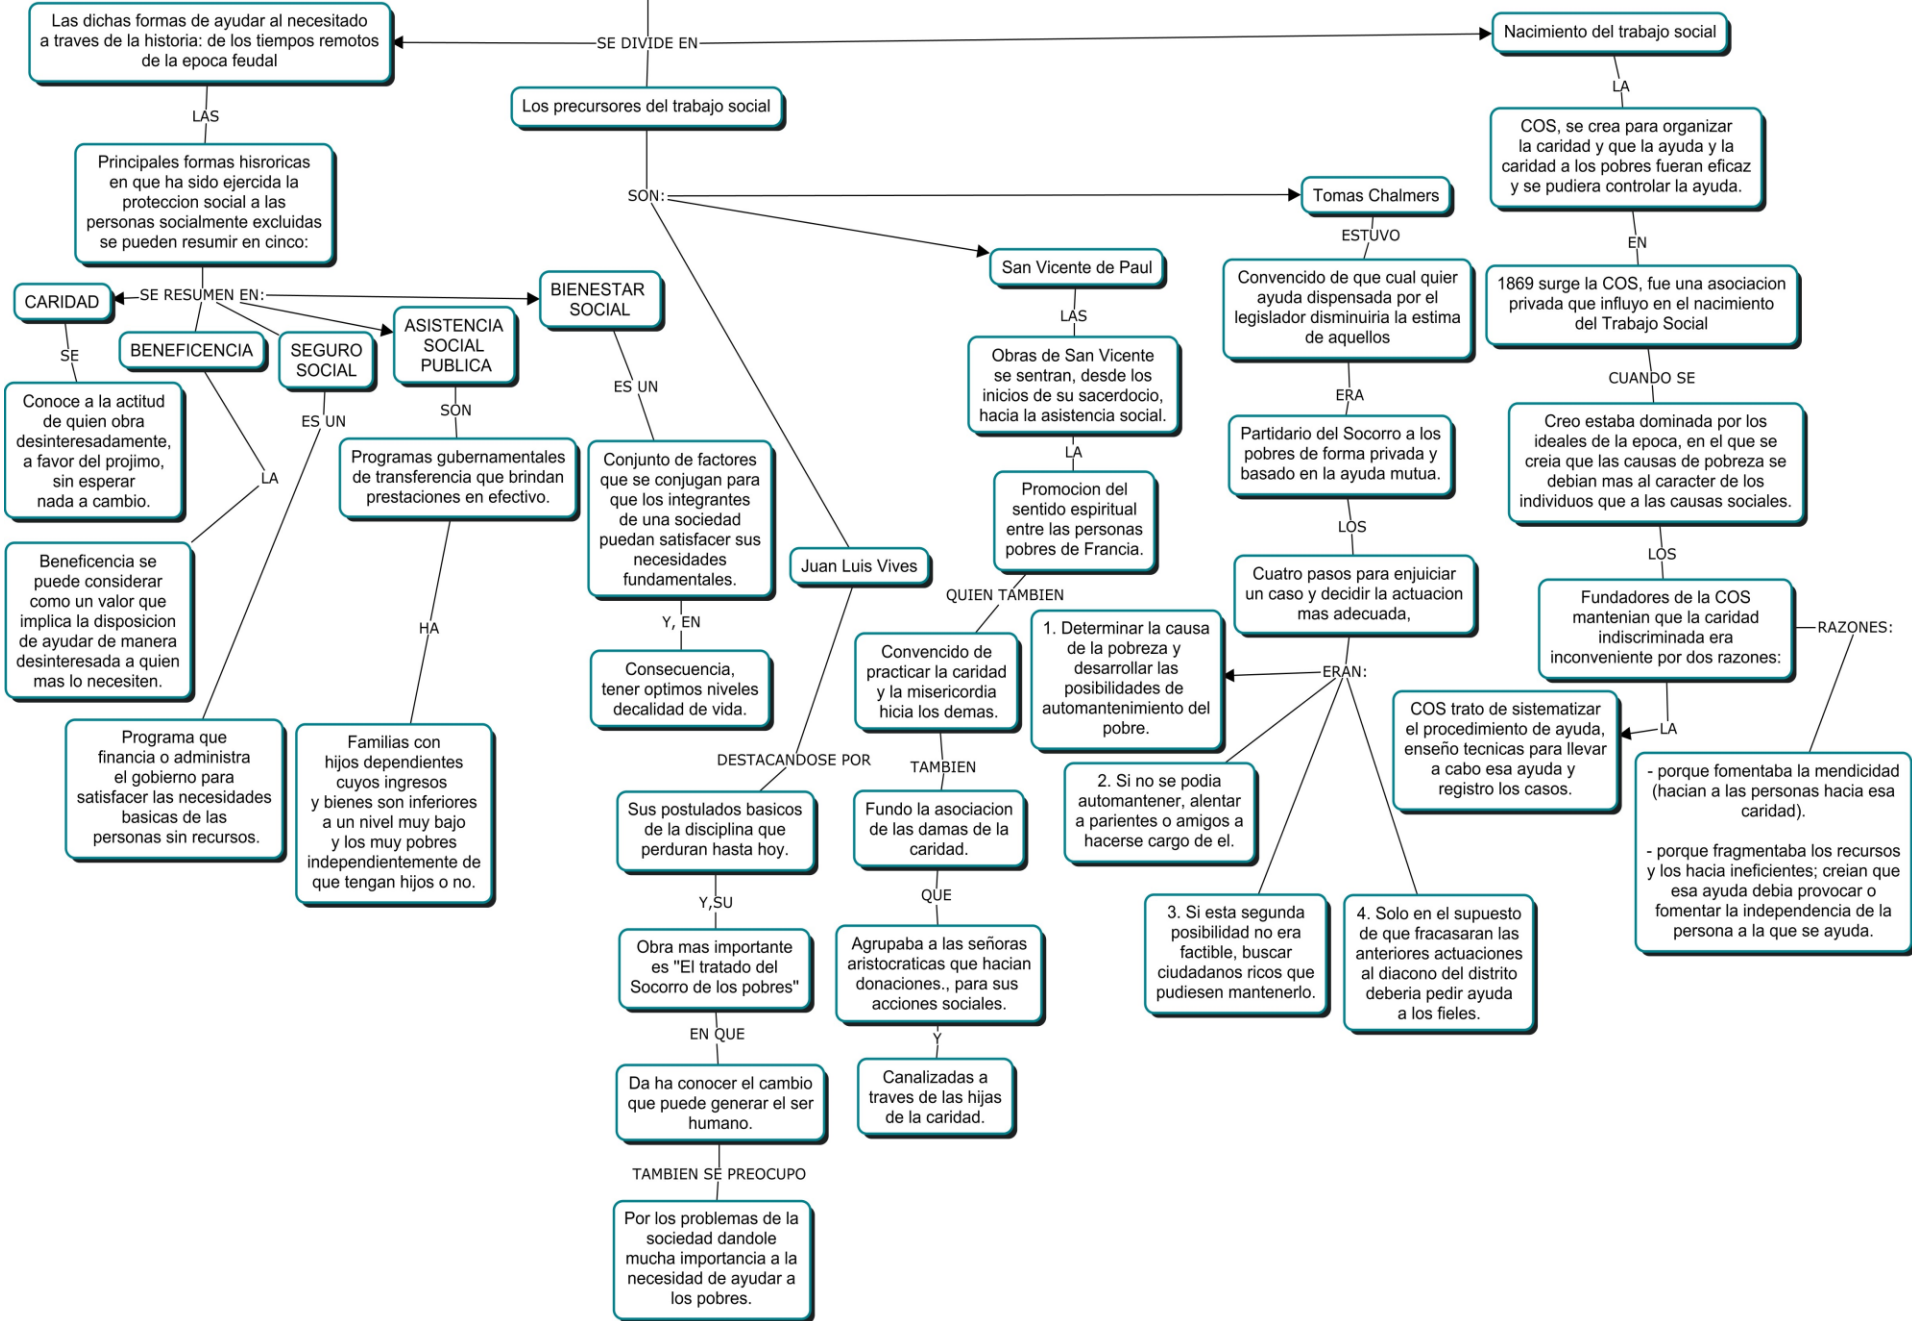 Las dichas formas de ayudar al necesitado
a traves de la historia: de los tiempos remotos
de la epoca feudal
SE DIVIDE EN
Nacimiento del trabajo social
Los precursores del trabajo social
LAS
Principales formas hisroricas
en que ha sido ejercida la
proteccion social a las
personas socialmente excluidas
se pueden resumir en cinco:
SE RESUMEN EN:
CARIDAD
SE
Conoce a la actitud
de quien obra
desinteresadamente,
a favor del projimo,
sin esperar
nada a cambio.
BENEFICENCIA
LA
Beneficencia se
puede considerar
como un valor que
implica la disposicion
de ayudar de manera
desinteresada a quien
mas lo necesiten.
SEGURO
SOCIAL
ES UN
Programa que
financia o administra
el gobierno para
satisfacer las necesidades
basicas de las
personas sin recursos.
ASISTENCIA
SOCIAL
PUBLICA
SON
Programas gubernamentales
de transferencia que brindan
prestaciones en efectivo.
HA
Familias con
hijos dependientes
cuyos ingresos
y bienes son inferiores
a un nivel muy bajo
y los muy pobres
independientemente de
que tengan hijos o no.
BIENESTAR
SOCIAL
ES UN
Conjunto de factores
que se conjugan para
que los integrantes
de una sociedad
puedan satisfacer sus
necesidades
fundamentales.
Y, EN
Consecuencia,
tener optimos niveles
decalidad de vida.
SON:
Juan Luis Vives
DESTACANDOSE POR
Sus postulados basicos
de la disciplina que
perduran hasta hoy.
Y,SU
Obra mas importante
es "El tratado del
Socorro de los pobres"
EN QUE
Da ha conocer el cambio
que puede generar el ser
humano.
TAMBIEN SE PREOCUPO
Por los problemas de la
sociedad dandole
mucha importancia a la
necesidad de ayudar a
los pobres.
San Vicente de Paul
LAS
Obras de San Vicente
se sentran, desde los
inicios de su sacerdocio,
hacia la asistencia social.
LA
Promocion del
sentido espiritual
entre las personas
pobres de Francia.
QUIEN TAMBIEN
Convencido de
practicar la caridad
y la misericordia
hicia los demas.
TAMBIEN
Fundo la asociacion
de las damas de la
caridad.
QUE
Agrupaba a las señoras
aristocraticas que hacian
donaciones., para sus
acciones sociales.
Y
Canalizadas a
traves de las hijas
de la caridad.
Tomas Chalmers
ESTUVO
Convencido de que cual quier
ayuda dispensada por el
legislador disminuiria la estima
de aquellos
ERA
Partidario del Socorro a los
pobres de forma privada y
basado en la ayuda mutua.
LOS
Cuatro pasos para enjuiciar
un caso y decidir la actuacion
mas adecuada,
ERAN:
1. Determinar la causa
de la pobreza y
desarrollar las
posibilidades de
automantenimiento del
pobre.
2. Si no se podia
automantener, alentar
a parientes o amigos a
hacerse cargo de el.
3. Si esta segunda
posibilidad no era
factible, buscar
ciudadanos ricos que
pudiesen mantenerlo.
4. Solo en el supuesto
de que fracasaran las
anteriores actuaciones
al diacono del distrito
deberia pedir ayuda
a los fieles.
LA
COS, se crea para organizar
la caridad y que la ayuda y la
caridad a los pobres fueran eficaz
y se pudiera controlar la ayuda.
EN
1869 surge la COS, fue una asociacion
privada que influyo en el nacimiento
del Trabajo Social
CUANDO SE
Creo estaba dominada por los
ideales de la epoca, en el que se
creia que las causas de pobreza se
debian mas al caracter de los
individuos que a las causas sociales.
LOS
Fundadores de la COS
mantenian que la caridad
indiscriminada era
inconveniente por dos razones:
RAZONES:
LA
COS trato de sistematizar
el procedimiento de ayuda,
enseño tecnicas para llevar
a cabo esa ayuda y
registro los casos.
- porque fomentaba la mendicidad
(hacian a las personas hacia esa
caridad).
- porque fragmentaba los recursos
y los hacia ineficientes; creian que
esa ayuda debia provocar o
fomentar la independencia de la
persona a la que se ayuda.